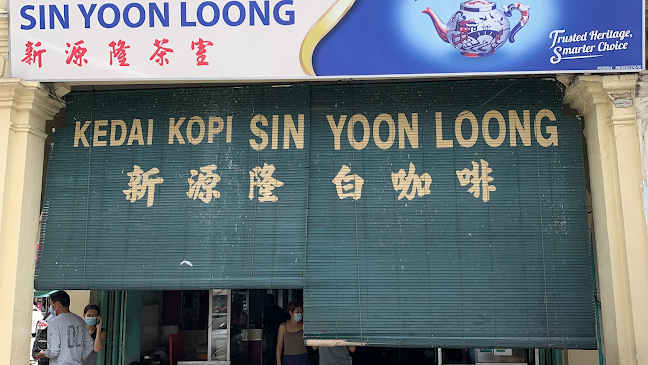 SIN YOON LOONG
新源隆茶室
Trusted Heritage,
Smarter Choice
KEDAI KOPI SIN YOON LOONG
新源隆 白咖啡